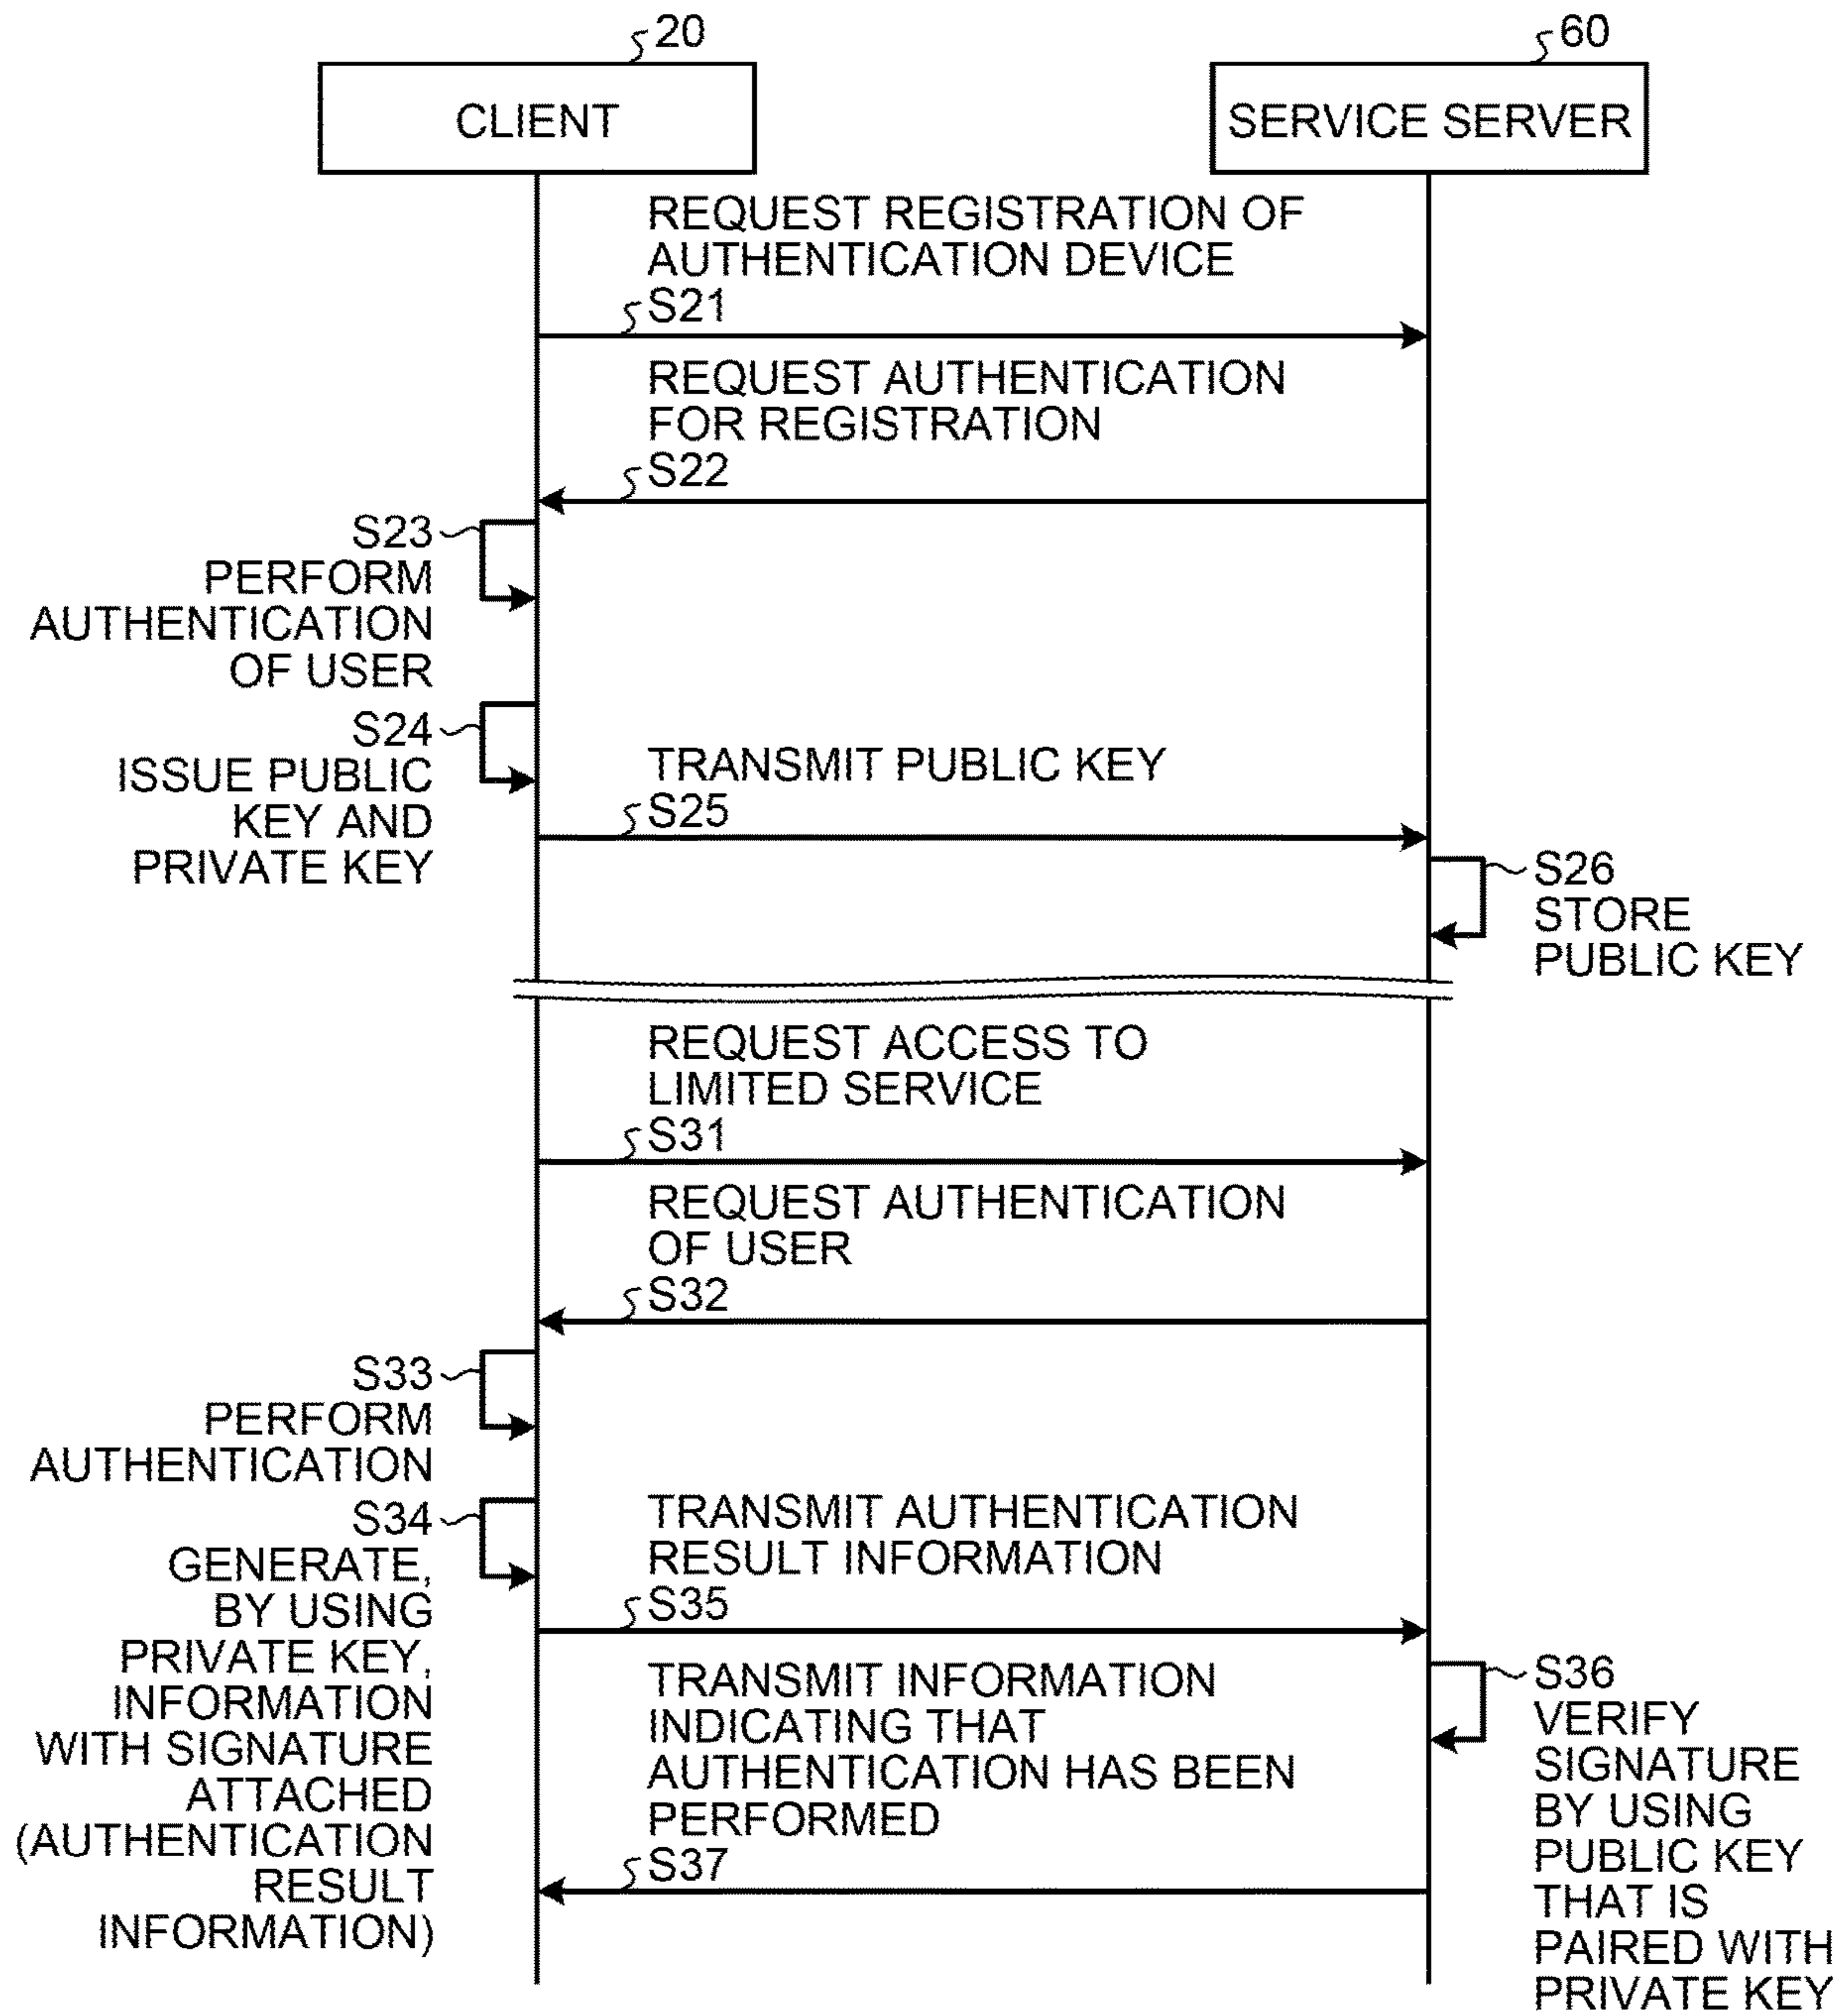 20
60
CLIENT
SERVICE SERVER
REQUEST REGISTRATION OF
AUTHENTICATION DEVICE
S21
REQUEST AUTHENTICATION
FOR REGISTRATION
S22
S23
PERFORM
AUTHENTICATION
OF USER
S24
ISSUE PUBLIC
KEY AND
PRIVATE KEY
TRANSMIT PUBLIC KEY
S25
S26
STORE
PUBLIC KEY
REQUEST ACCESS TO
LIMITED SERVICE
S31
REQUEST AUTHENTICATION
OF USER
S32
S33
PERFORM
AUTHENTICATION
S34
GENERATE,
BY USING
PRIVATE KEY,
INFORMATION
WITH SIGNATURE
ATTACHED
(AUTHENTICATION
RESULT
INFORMATION)
TRANSMIT AUTHENTICATION
RESULT INFORMATION
S35
S36
VERIFY
SIGNATURE
BY USING
PUBLIC KEY
THAT IS
PAIRED WITH
PRIVATE KEY
TRANSMIT INFORMATION
INDICATING THAT
AUTHENTICATION HAS BEEN
PERFORMED
S37